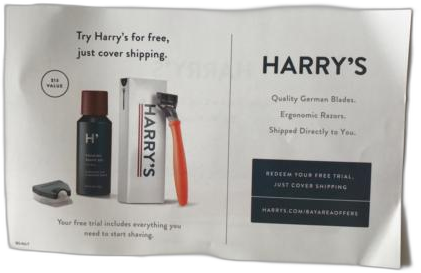 Try Harry's for free,
just cover shipping.
$13
VALUE
H'
HARRY'S
Your free trial includes everything you
need to start shaving.
HARRY'S
Quality German Blades.
Ergonomic Razors.
Shipped Directly to You.
REDEEM YOUR FREE TRIAL,
JUST COVER SHIPPING
HARRYS.COM/BAYAREAOFFERS